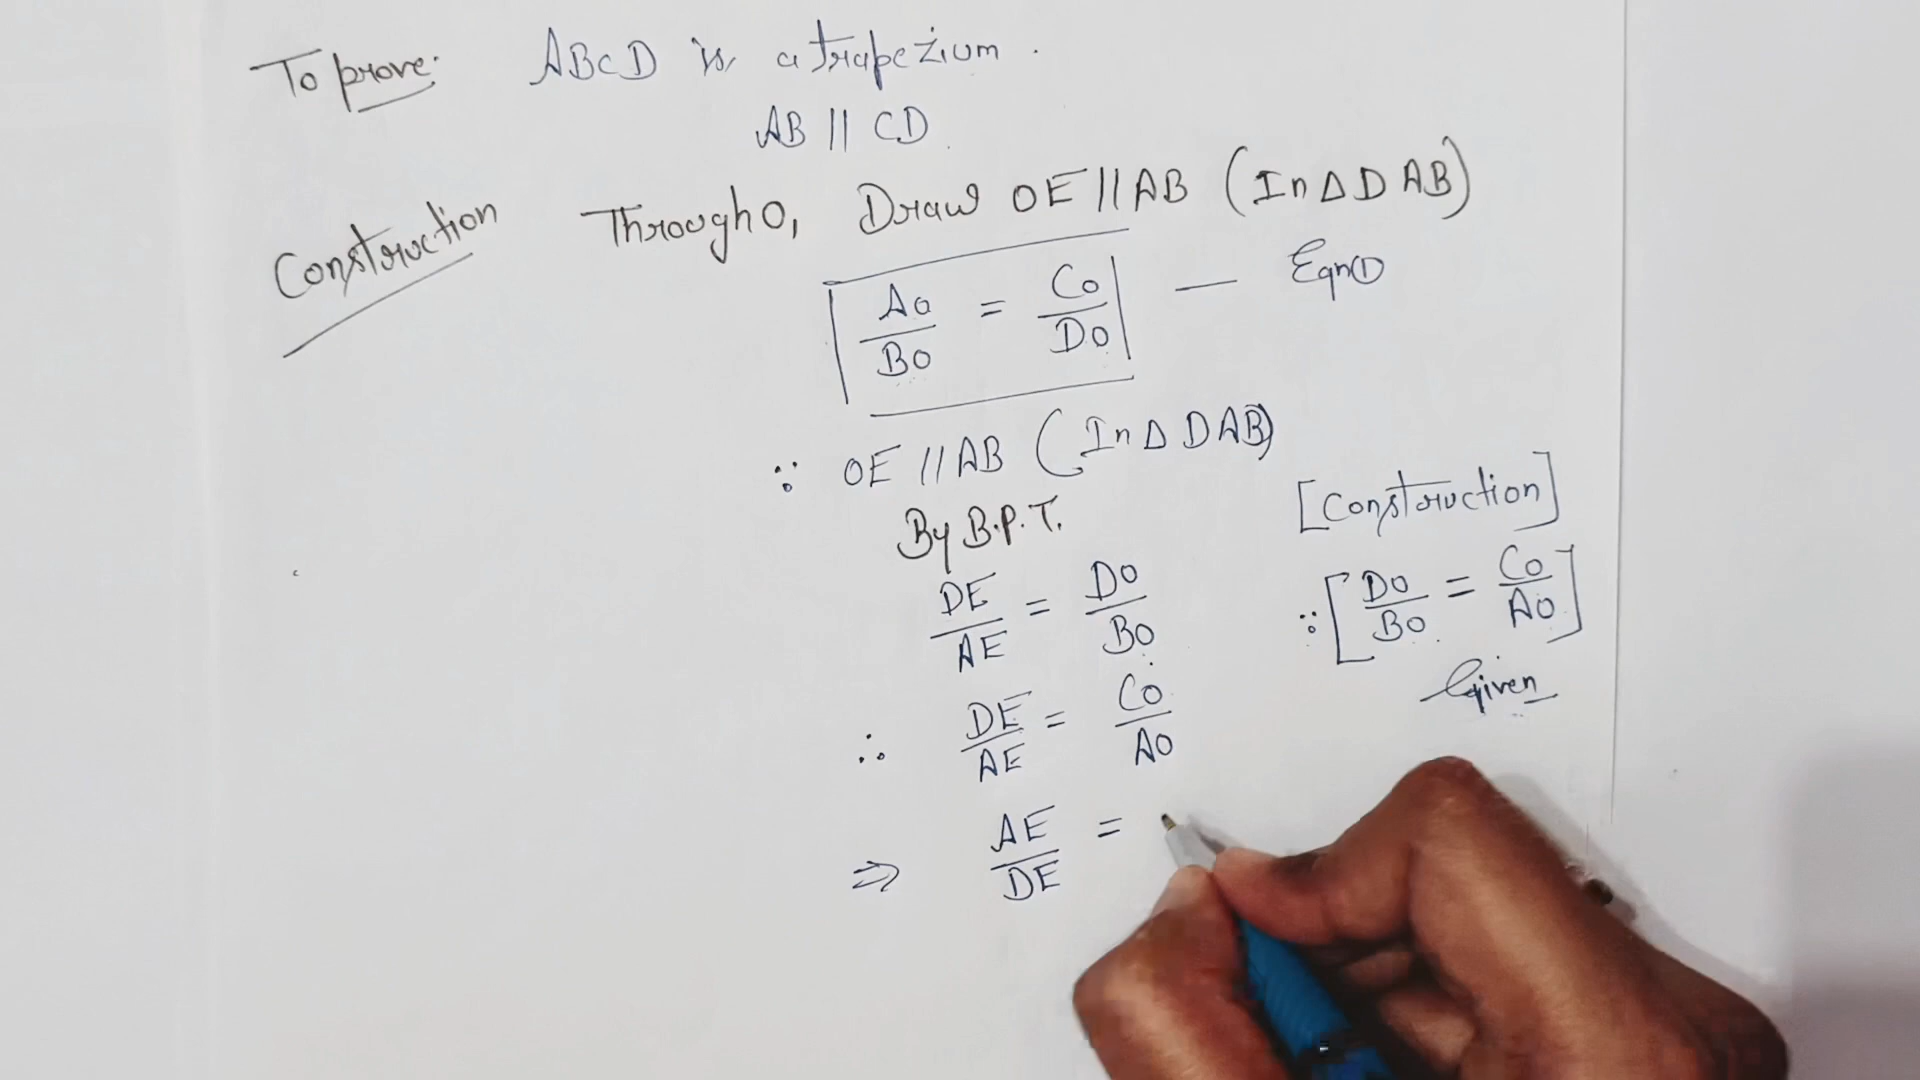 To prove: ABCD is a trapezium.
AB || CD
Construction Through O, Draw OE || AB (In Δ DAB)
AO/BO = CO/DO — Eqn①
∵ OE || AB (In Δ DAB)
[Construction]
By B.P.T.
DE/AE = DO/BO ∵ [DO/BO = CO/AO]
Given
∴ DE/AE = CO/AO
⇒ AE/DE =